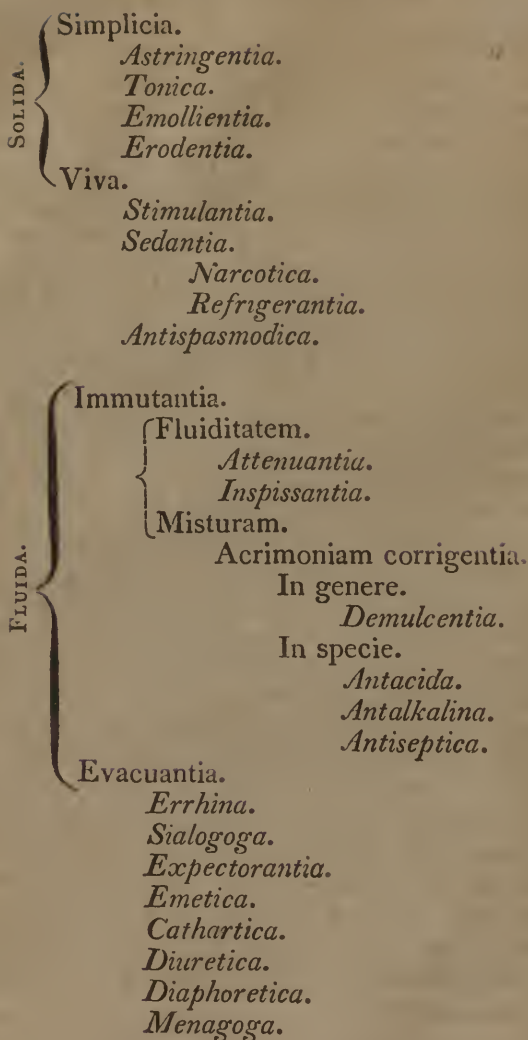 SOLIDA.
Simplicia.
Astringentia.
Tonica.
Emollientia.
Erodentia.
Viva.
Stimulantia.
Sedantia.
Narcotica.
Refrigerantia.
Antispasmodica.
FLUIDA.
Immutantia.
Fluiditatem.
Attenuantia.
Inspissantia.
Misturam.
Acrimoniam corrigentia.
In genere.
Demulcentia.
In specie.
Antacida.
Antalkalina.
Antiseptica.
Evacuantia.
Errhina.
Sialogoga.
Expectorantia.
Emetica.
Cathartica.
Diuretica.
Diaphoretica.
Menagoga.